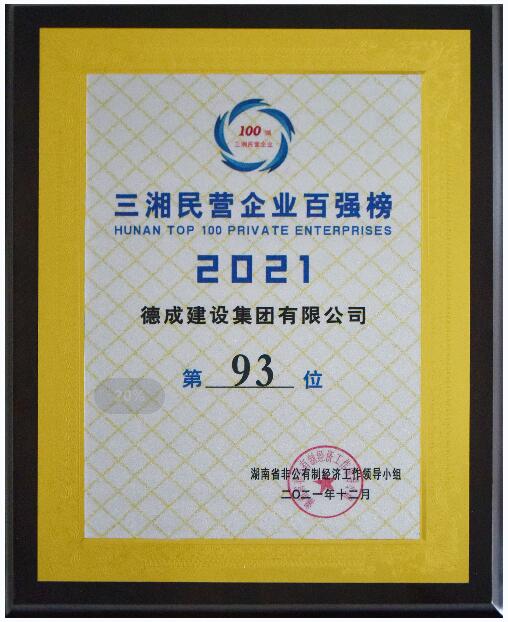 100强
三湘民营企业
三湘民营企业百强榜
HUNAN TOP 100 PRIVATE ENTERPRISES
2021
德成建设集团有限公司
第 93 位
20%
湖南省非公有制经济工作领导小组
二〇二一年十二月